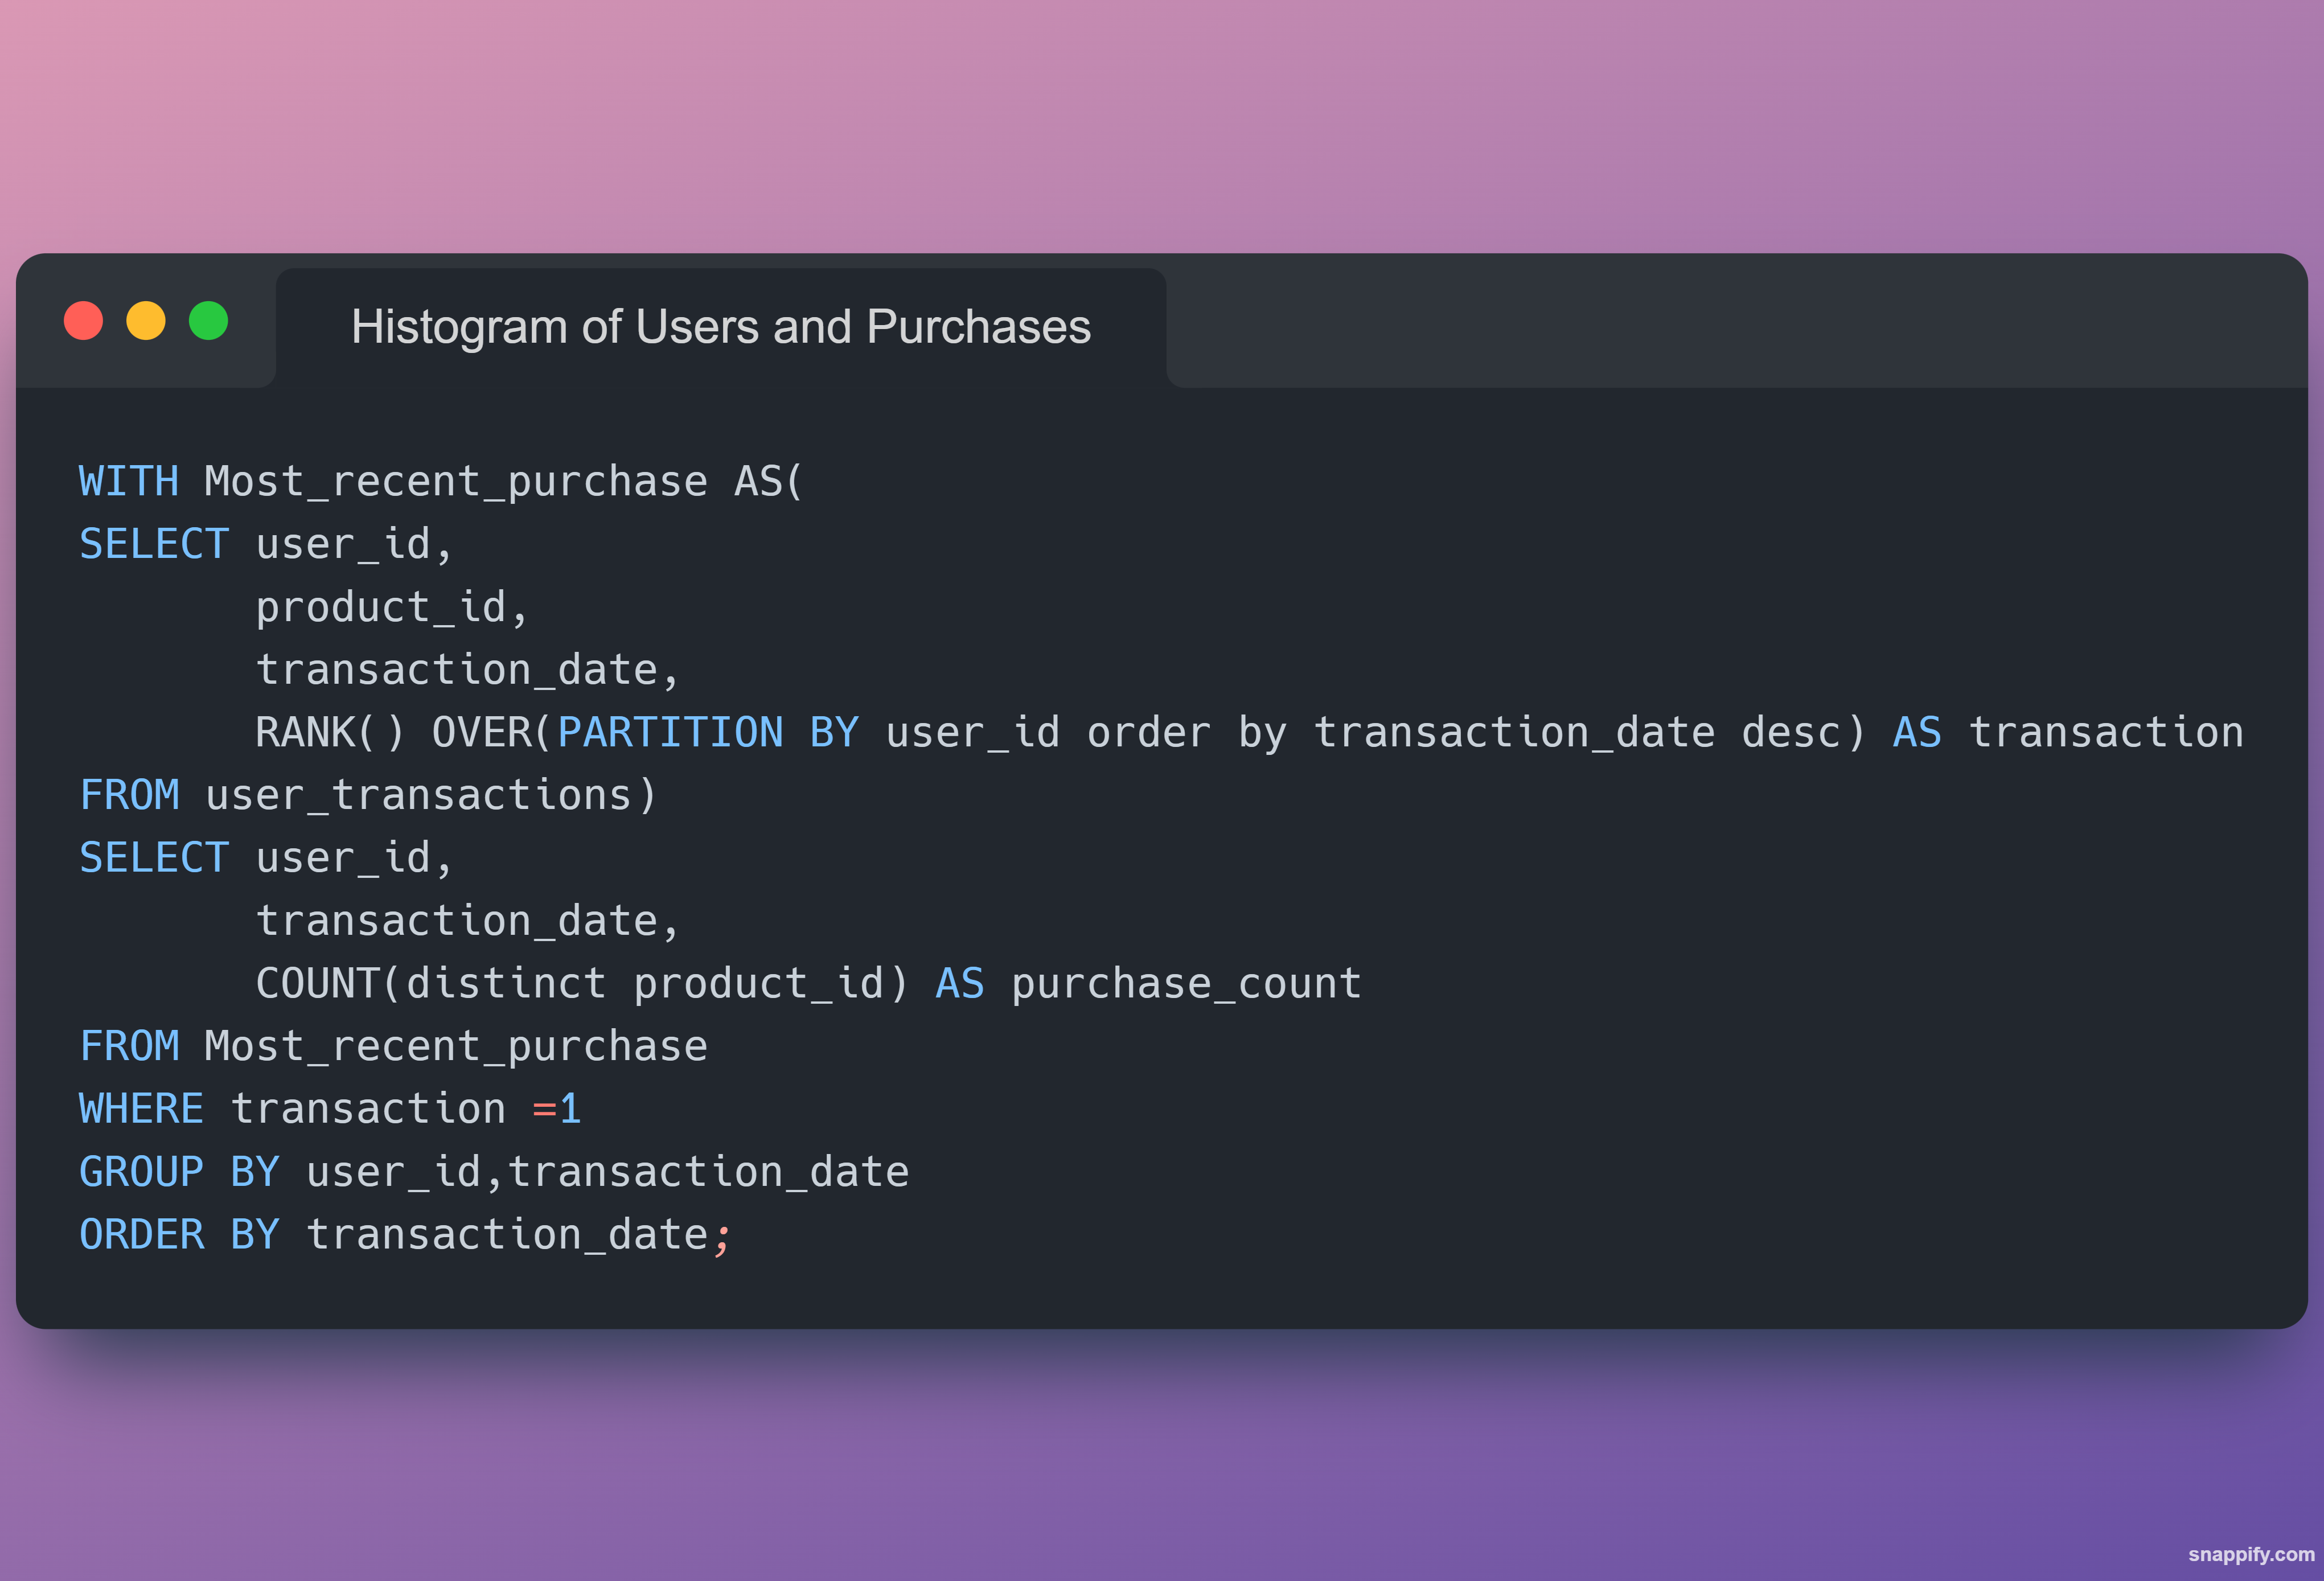 Histogram of Users and Purchases
WITH Most_recent_purchase AS(
SELECT user_id,
       product_id,
       transaction_date,
       RANK() OVER(PARTITION BY user_id order by transaction_date desc) AS transaction
FROM user_transactions)
SELECT user_id,
       transaction_date,
       COUNT(distinct product_id) AS purchase_count
FROM Most_recent_purchase
WHERE transaction =1
GROUP BY user_id,transaction_date
ORDER BY transaction_date;
snappify.com